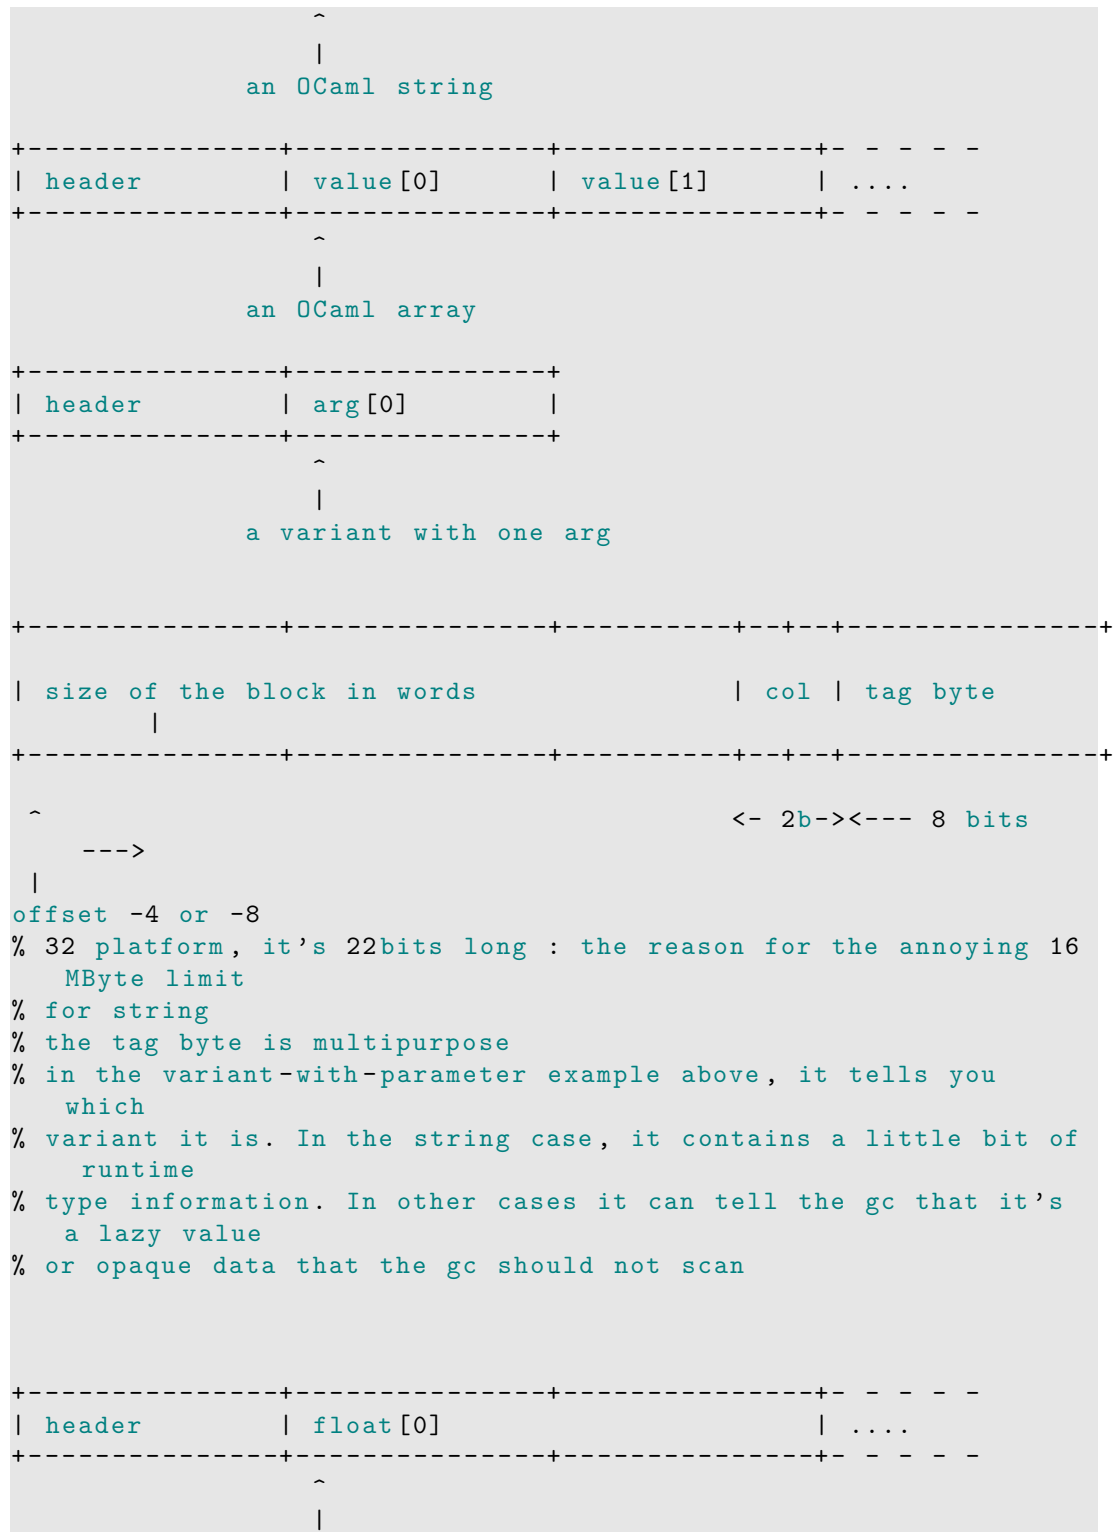 ^
                  |
              an OCaml string

+---------------+---------------+---------------+- - - - -
| header        | value[0]      | value[1]      | ....
+---------------+---------------+---------------+- - - - -
                  ^
                  |
              an OCaml array

+---------------+---------------+
| header        | arg[0]        |
+---------------+---------------+
                  ^
                  |
              a variant with one arg


+---------------+---------------+----------+--+--+---------------+

| size of the block in words               | col | tag byte
        |
+---------------+---------------+----------+--+--+---------------+

 ^                                         <- 2b-><--- 8 bits
    --->
 |
offset -4 or -8
% 32 platform, it's 22bits long : the reason for the annoying 16
   MByte limit
% for string
% the tag byte is multipurpose
% in the variant-with-parameter example above, it tells you
   which
% variant it is. In the string case, it contains a little bit of
    runtime
% type information. In other cases it can tell the gc that it's
   a lazy value
% or opaque data that the gc should not scan



+---------------+---------------+---------------+- - - - -
| header        | float[0]                      | ....
+---------------+---------------+---------------+- - - - -
                  ^
                  |